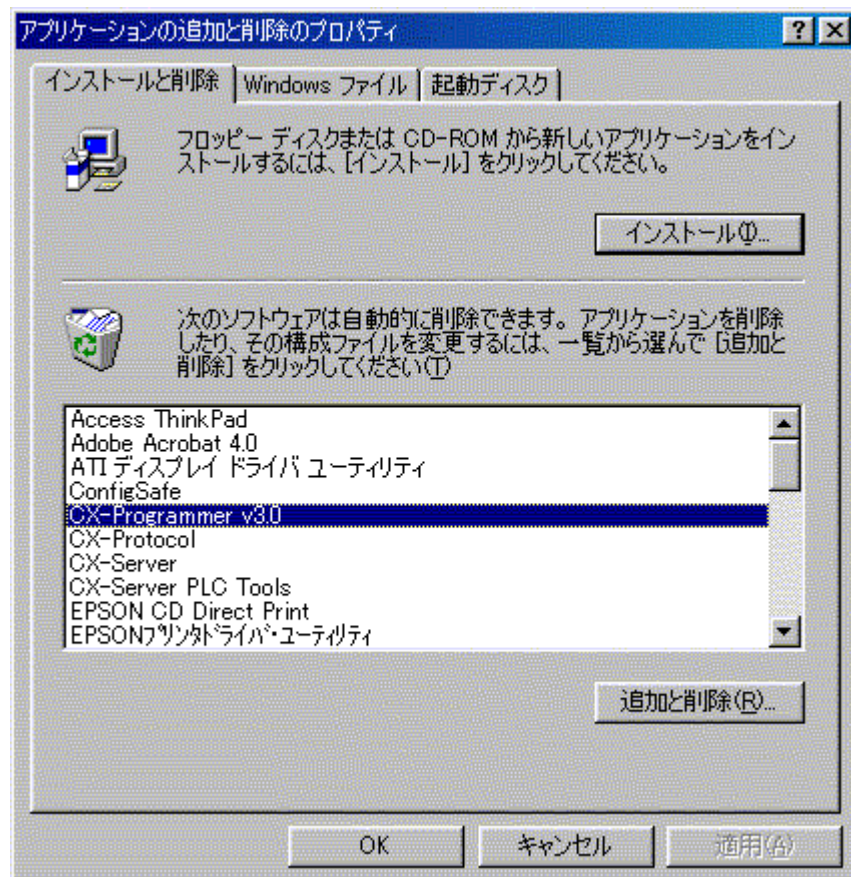 アプリケーションの追加と削除のプロパティ
インストールと削除 Windows ファイル 起動ディスク
フロッピー ディスクまたは CD-ROM から新しいアプリケーションをイン
ストールするには、[インストール] をクリックしてください。
インストール(I)...
次のソフトウェアは自動的に削除できます。アプリケーションを削除
したり、その構成ファイルを変更するには、一覧から選んで [追加と
削除] をクリックしてください(T)
Access ThinkPad
Adobe Acrobat 4.0
ATI ディスプレイ ドライバ ユーティリティ
ConfigSafe
CX-Programmer v3.0
CX-Protocol
CX-Server
CX-Server PLC Tools
EPSON CD Direct Print
EPSONプリンタドライバ・ユーティリティ
追加と削除(R)...
OK キャンセル 適用(A)